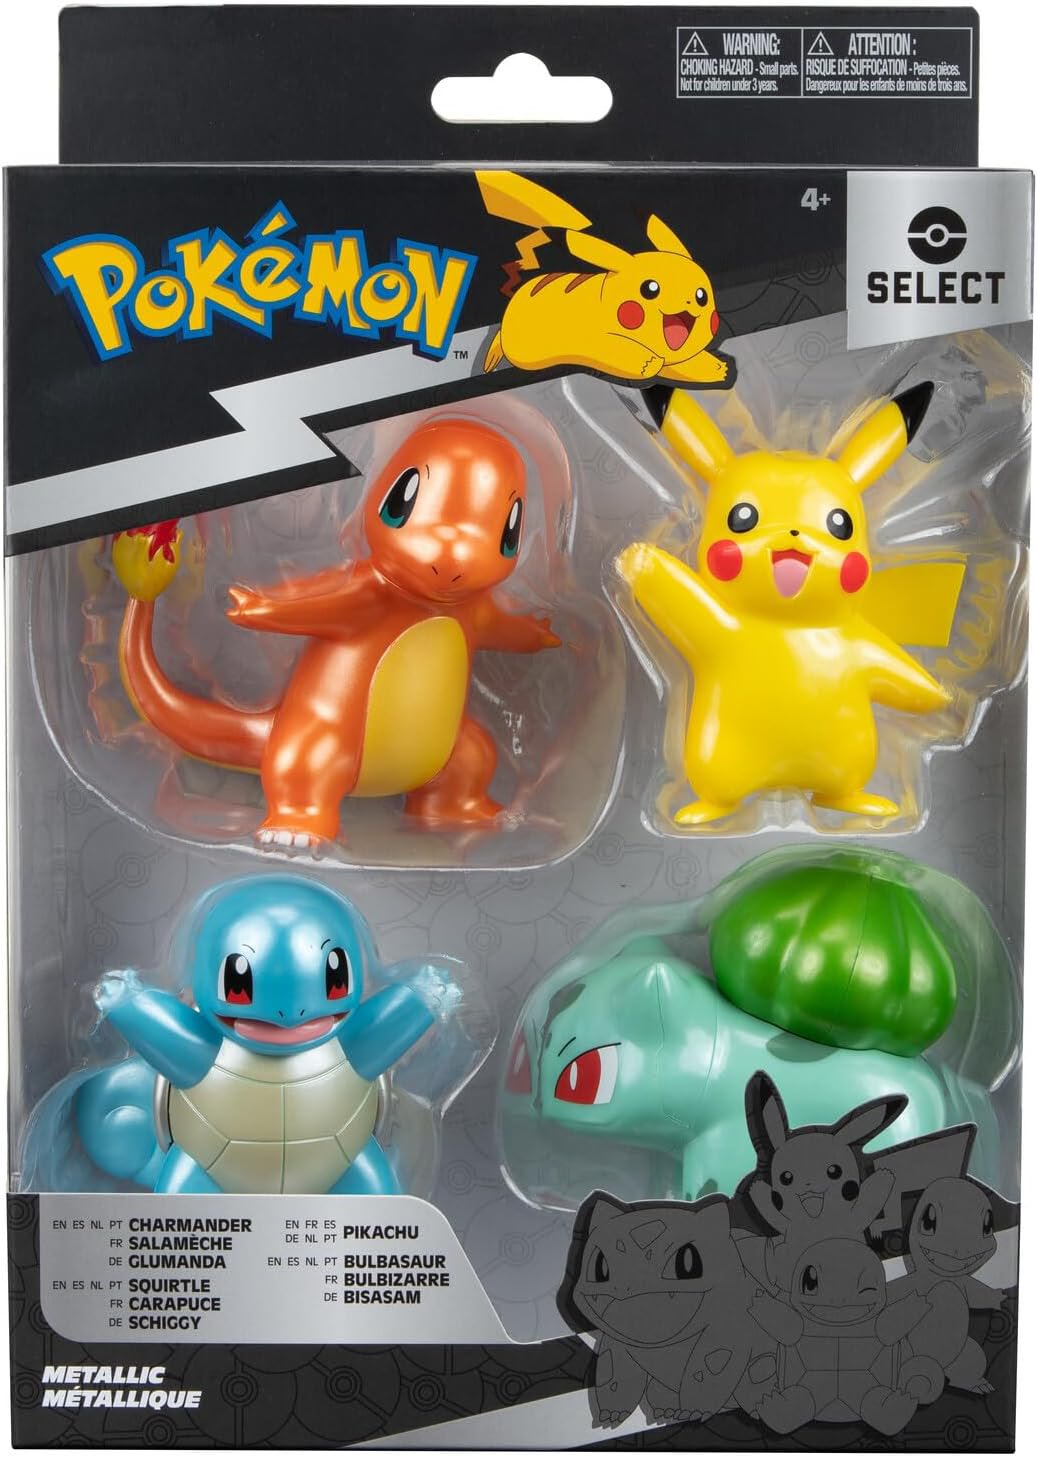 WARNING:
CHOKING HAZARD - Small parts.
Not for children under 3 years.
ATTENTION :
RISQUE DE SUFFOCATION - Petites pièces.
Dangereux pour les enfants de moins de trois ans.
POKéMON
TM
4+
SELECT
EN ES NL PT CHARMANDER
FR SALAMÈCHE
DE GLUMANDA
EN ES NL PT SQUIRTLE
FR CARAPUCE
DE SCHIGGY
EN FR ES
DE NL PT PIKACHU
EN ES NL PT BULBASAUR
FR BULBIZARRE
DE BISASAM
METALLIC
MÉTALLIQUE